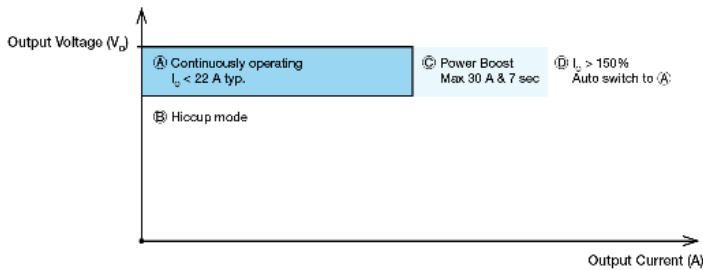 Output Voltage (Vₒ)
Ⓐ Continuously operating
Iₒ < 22 A typ.
Ⓒ Power Boost
Max 30 A & 7 sec
Ⓓ Iₒ > 150%
Auto switch to Ⓐ
Ⓑ Hiccup mode
Output Current (A)